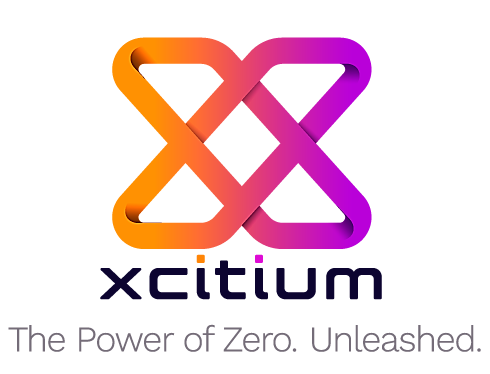 xcitium
The Power of Zero. Unleashed.